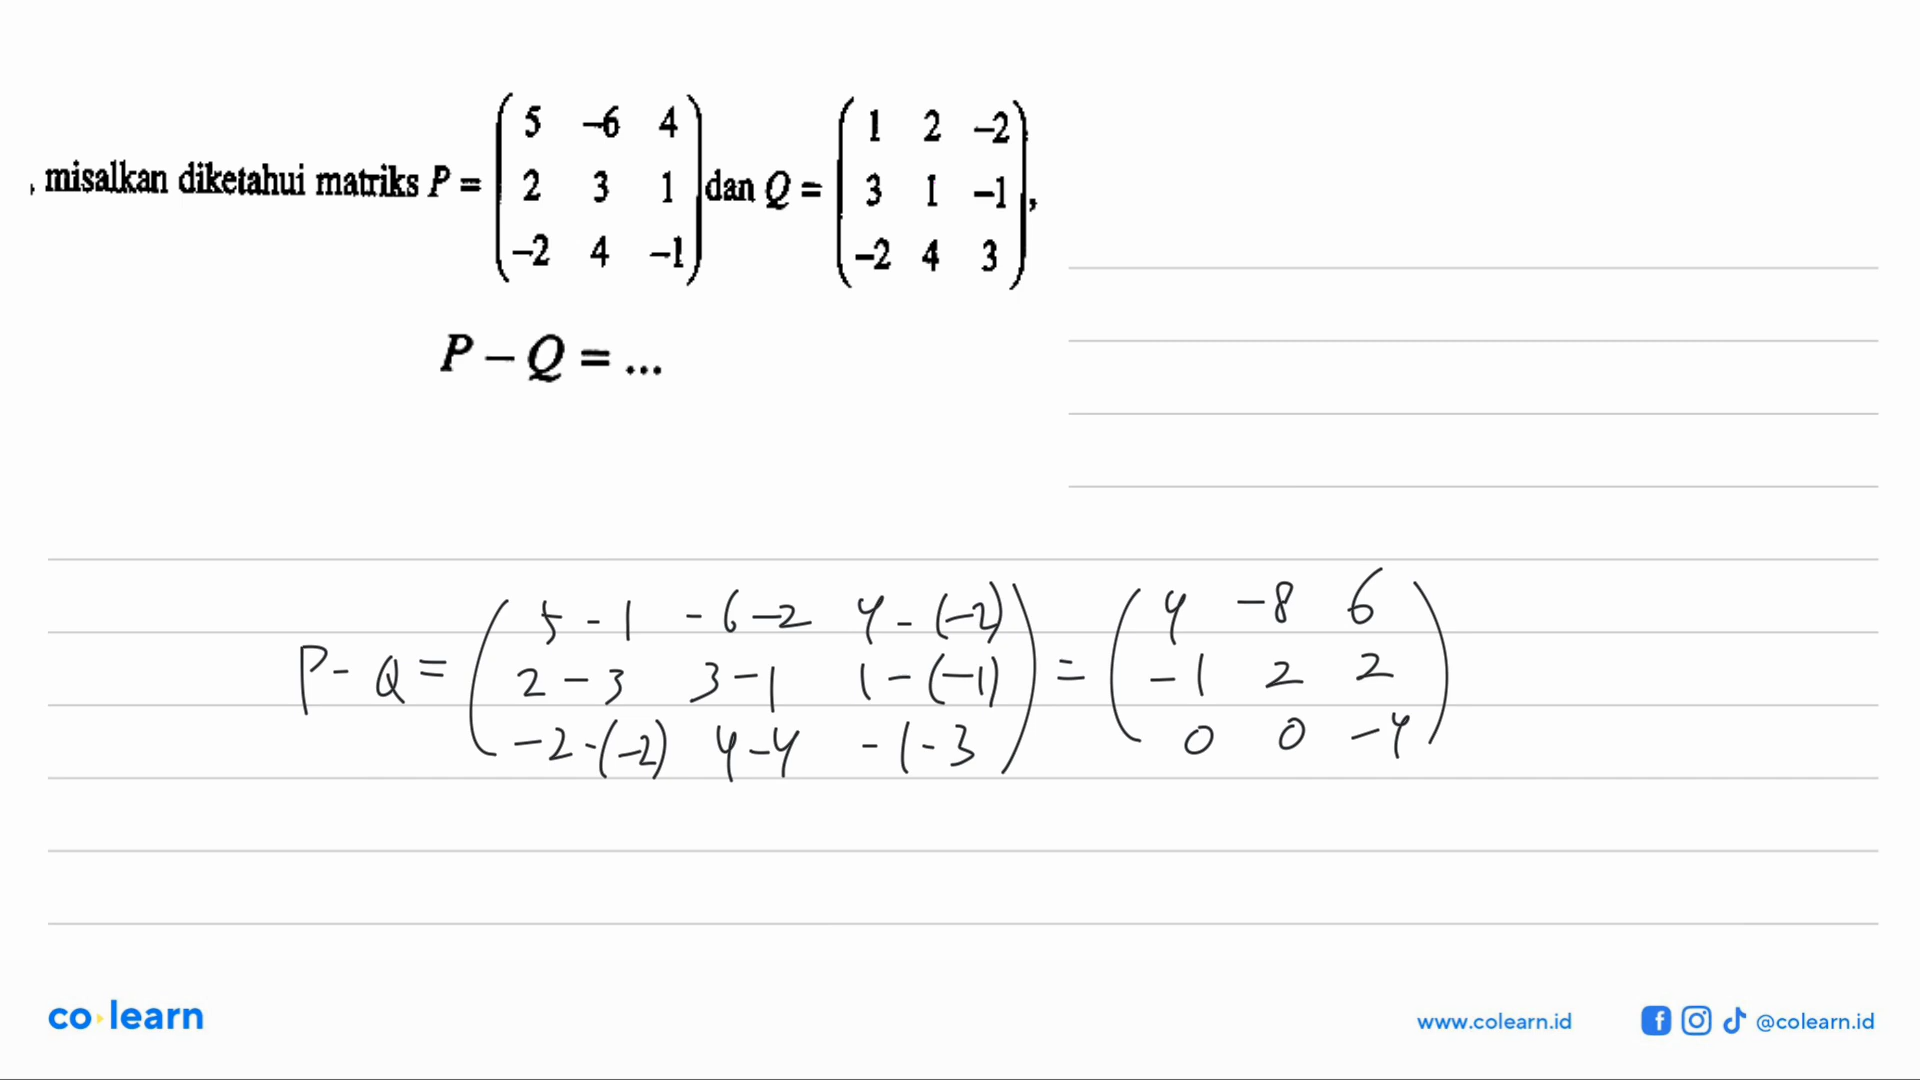 , misalkan diketahui matriks P = (5 -6 4 2 3 1 -2 4 -1) dan Q = (1 2 -2 3 1 -1 -2 4 3),
P - Q = ...
P - Q = (5-1 -6-2 4-(-2) 2-3 3-1 1-(-1) -2-(-2) 4-4 -1-3) = (4 -8 6 -1 2 2 0 0 -4)
co learn
www.colearn.id
@colearn.id